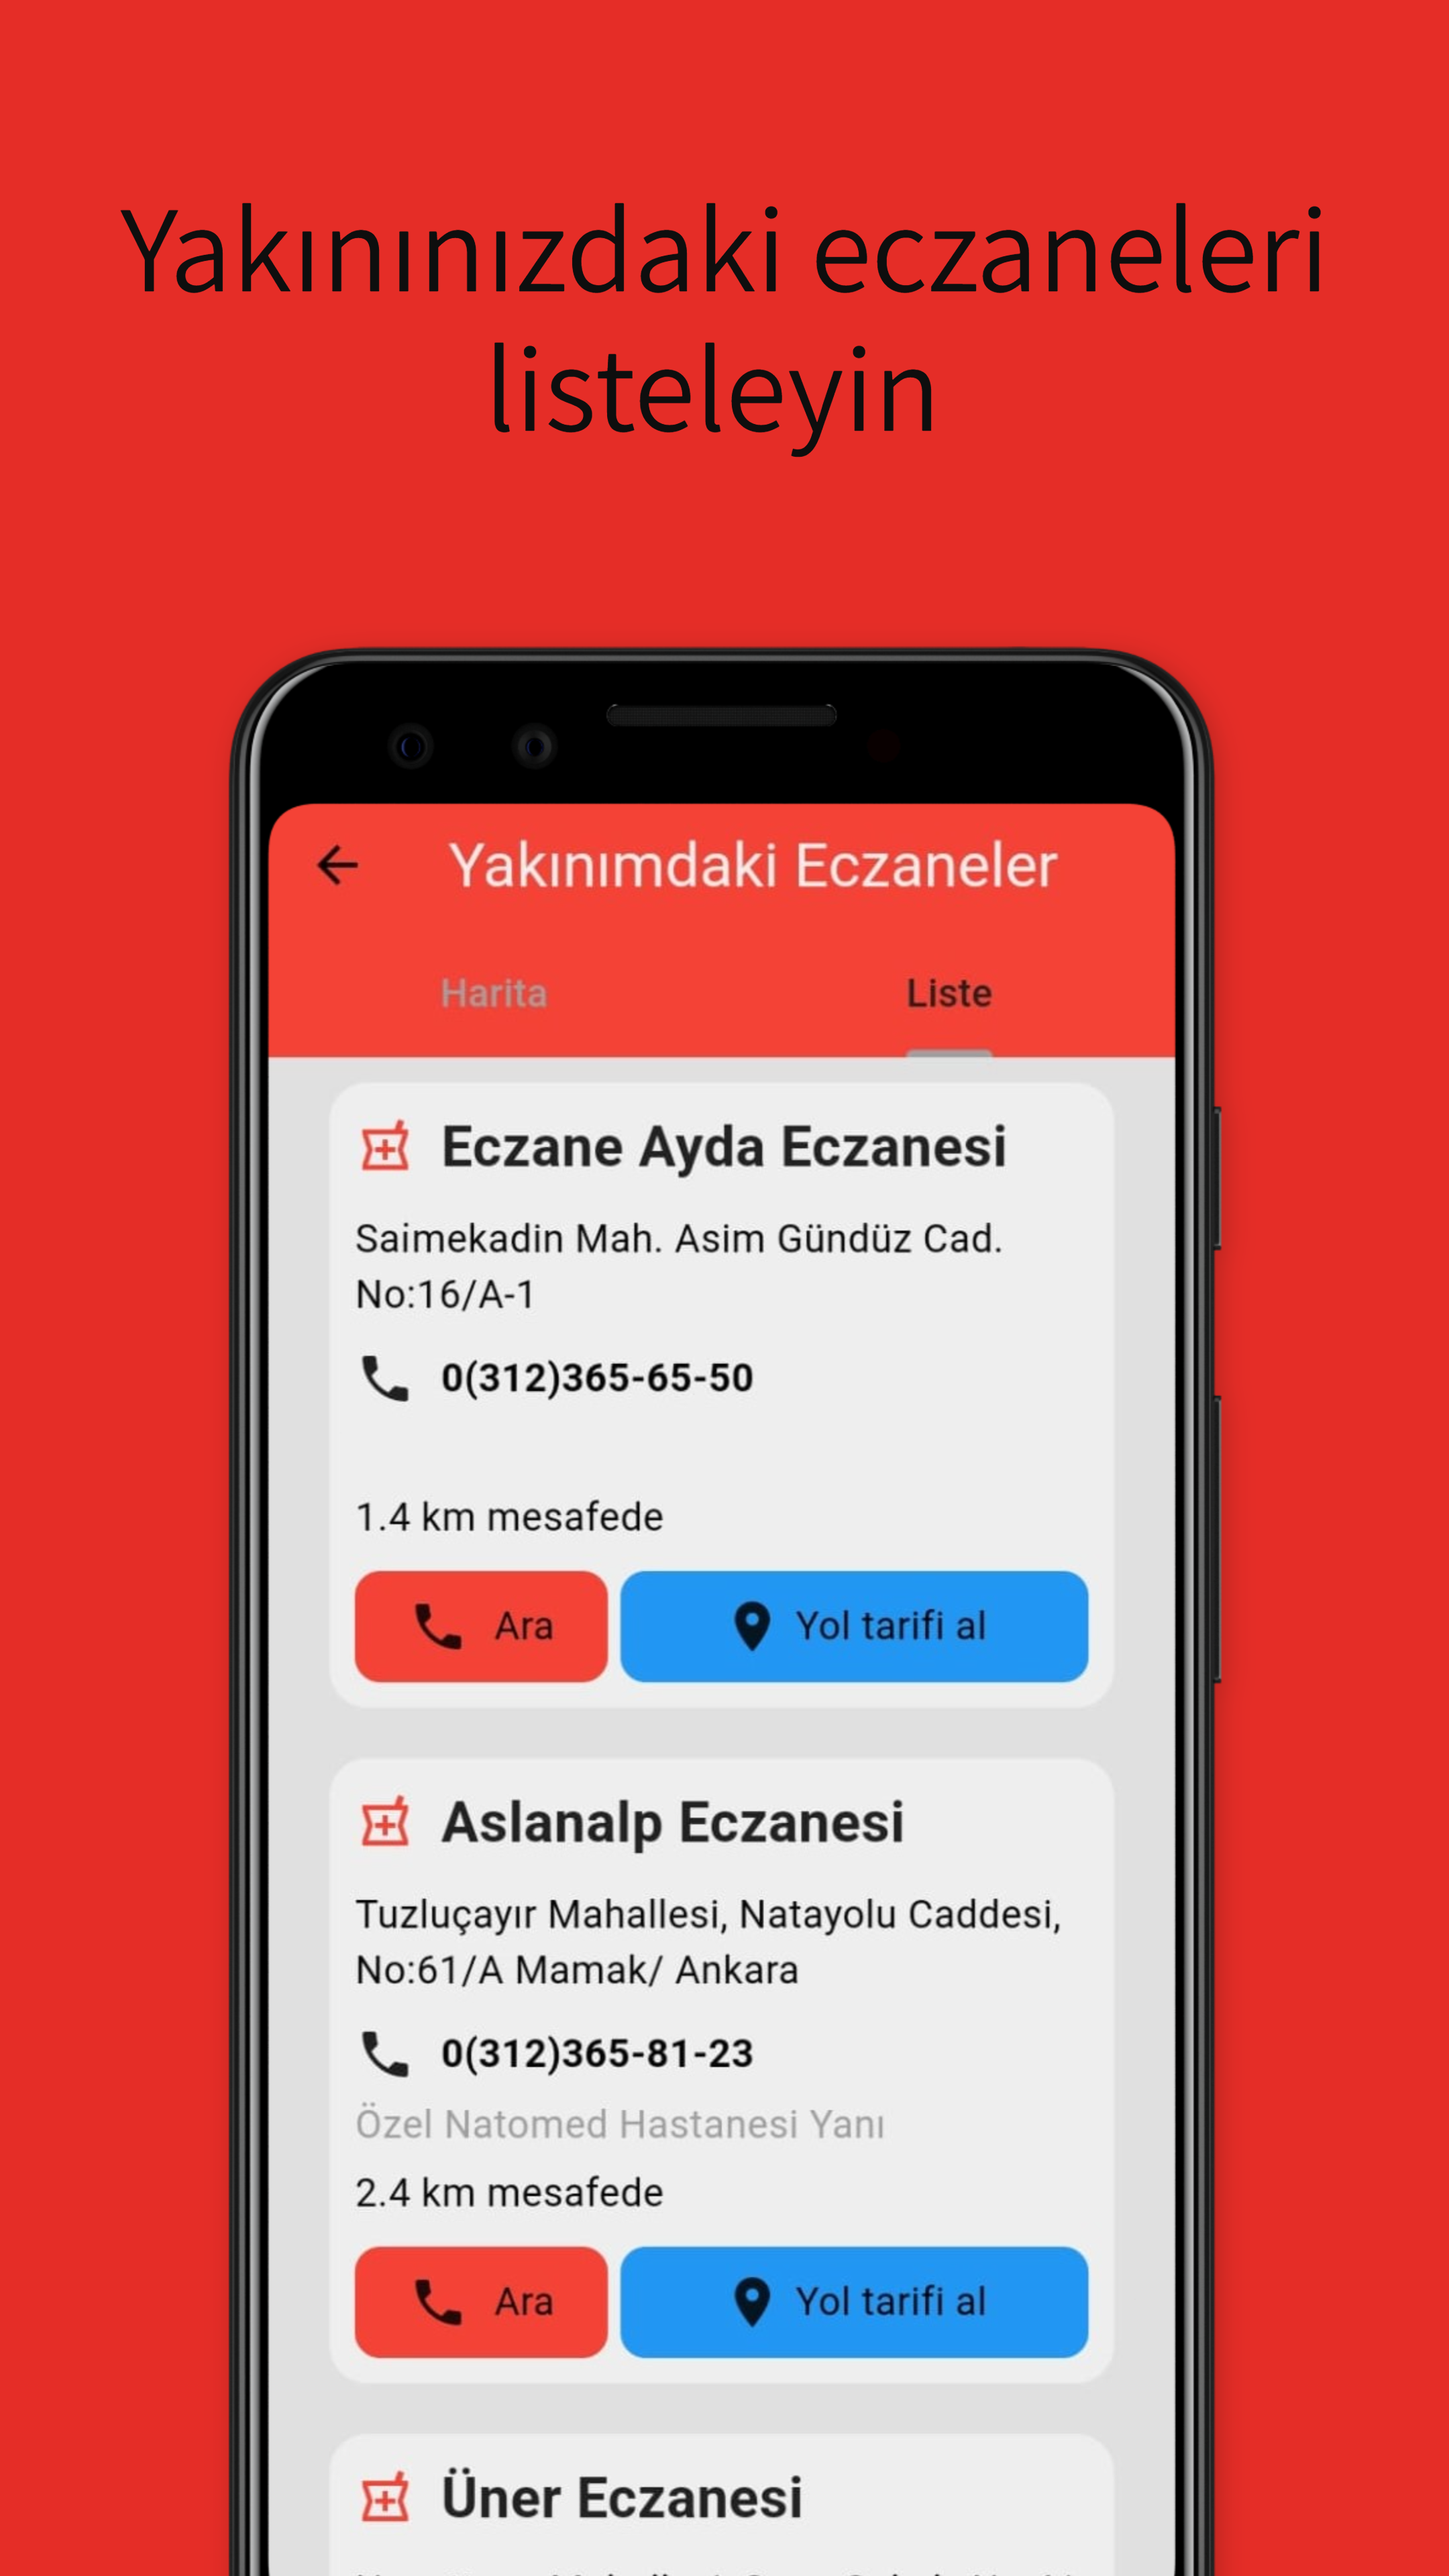 Yakınınızdaki eczaneleri
listeleyin
Yakınımdaki Eczaneler
Harita
Liste
Eczane Ayda Eczanesi
Saimekadin Mah. Asim Gündüz Cad.
No:16/A-1
0(312)365-65-50
1.4 km mesafede
Ara
Yol tarifi al
Aslanalp Eczanesi
Tuzluçayır Mahallesi, Natayolu Caddesi,
No:61/A Mamak/ Ankara
0(312)365-81-23
Özel Natomed Hastanesi Yanı
2.4 km mesafede
Ara
Yol tarifi al
Üner Eczanesi